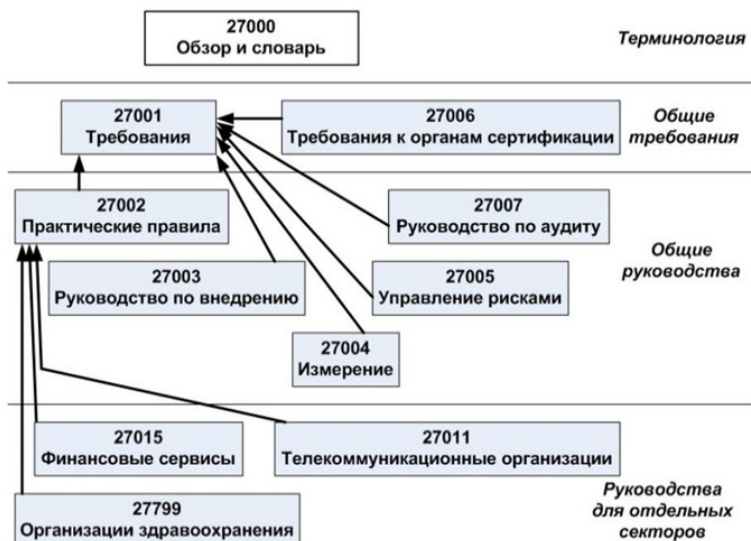 27000
Обзор и словарь
Терминология
27001
Требования
27006
Требования к органам сертификации
Общие
требования
27002
Практические правила
27007
Руководство по аудиту
27003
Руководство по внедрению
27005
Управление рисками
Общие
руководства
27004
Измерение
27015
Финансовые сервисы
27011
Телекоммуникационные организации
27799
Организации здравоохранения
Руководства
для отдельных
секторов